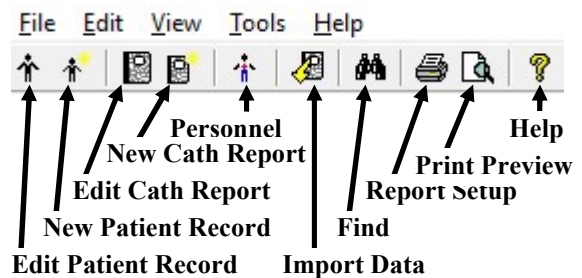 File Edit View Tools Help
Personnel Help
New Cath Report Print Preview
Edit Cath Report Report Setup
New Patient Record Find
Edit Patient Record Import Data